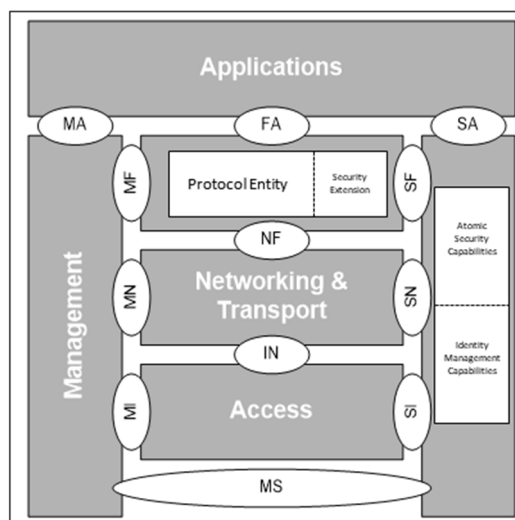 Applications
MA
FA
SA
MF
Protocol Entity
Security
Extension
SF
NF
Atomic
Security
Capabilities
Management
MN
Networking &
Transport
SN
Identity
Management
Capabilities
IN
MI
Access
SI
MS